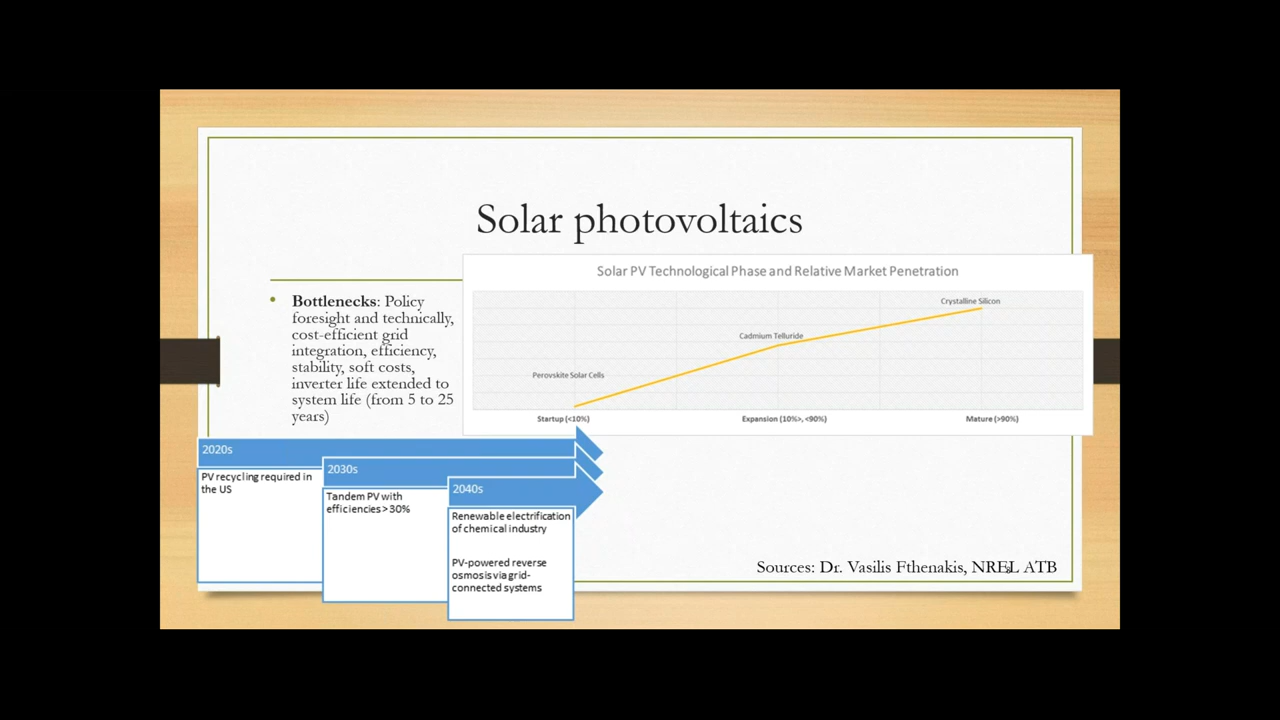 Solar photovoltaics
• Bottlenecks: Policy
foresight and technically,
cost-efficient grid
integration, efficiency,
stability, soft costs,
inverter life extended to
system life (from 5 to 25
years)
Solar PV Technological Phase and Relative Market Penetration
Crystalline Silicon
Cadmium Telluride
Perovskite Solar Cells
Startup (<10%)
Expansion (10%>, <90%)
Mature (>90%)
2020s
PV recycling required in
the US
2030s
Tandem PV with
efficiencies > 30%
2040s
Renewable electrification
of chemical industry
PV-powered reverse
osmosis via grid-
connected systems
Sources: Dr. Vasilis Fthenakis, NREL ATB